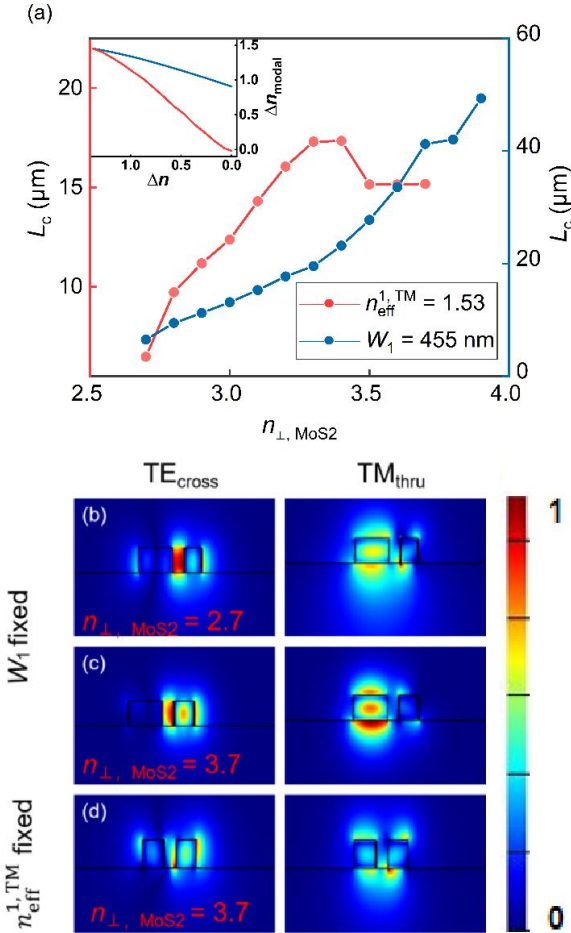 (a)
22
20
15
10
L_c (μm)
60
40
20
0
L_c (μm)
1.5
1.0
0.5
0.0
Δn_modal
1.0
0.5
0.0
Δn
n_eff^1, TM = 1.53
W_1 = 455 nm
2.5
3.0
3.5
4.0
n_⊥, MoS2
TE_cross
TM_thru
(b)
n_⊥, MoS2 = 2.7
W_1 fixed
(c)
n_⊥, MoS2 = 3.7
(d)
n_⊥, MoS2 = 3.7
n_eff^1, TM fixed
1
0